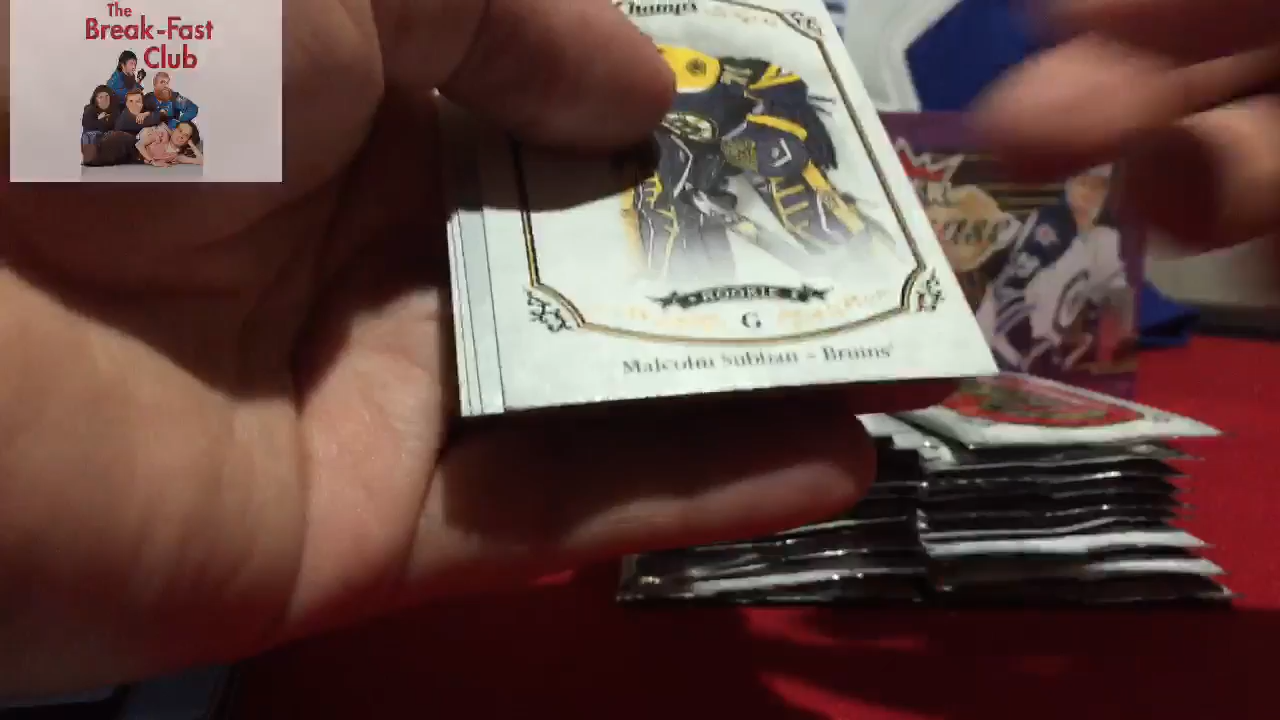 The
Break-Fast
Club
Champs
ROOKIE
G
Malcolm Subban - Bruins